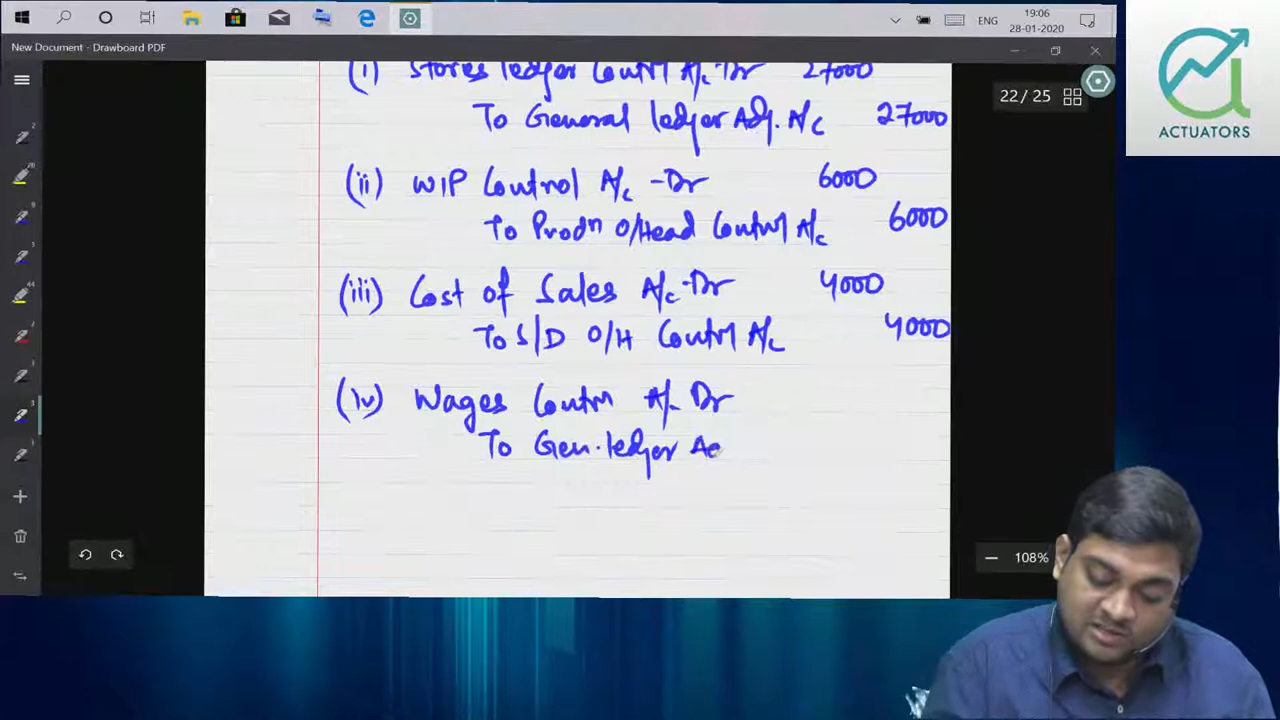 19:06
ENG
28-01-2020
New Document - Drawboard PDF
22 / 25
ACTUATORS
(i) Stores ledger Contrl A/c Dr 27000
To General ledger Adj. A/c 27000
(ii) WIP Control A/c -Dr 6000
To Prodn O/Head Control A/c 6000
(iii) Cost of Sales A/c -Dr 4000
To S/D O/H Contrl A/c 4000
(iv) Wages Contrl A/c Dr
To Gen. ledger Ad
108%